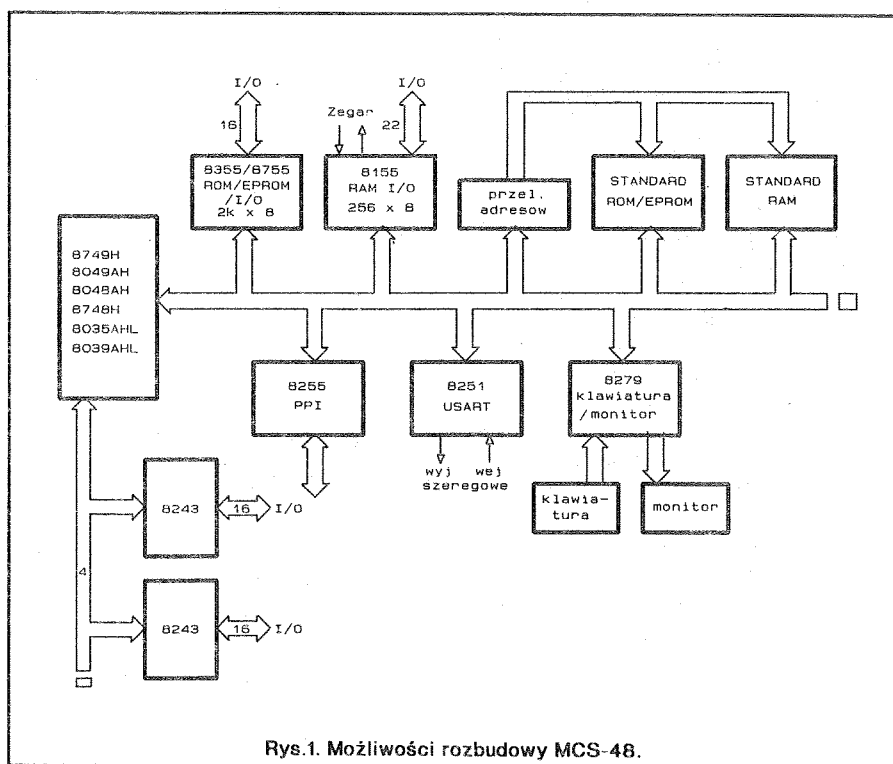 I/O
I/O
16
Zegar
22
8355/8755
ROM/EPROM
/I/O
2k x 8
8155
RAM I/O
256 x 8
przel.
adresow
STANDARD
ROM/EPROM
STANDARD
RAM
8749H
8049AH
8048AH
8748H
8035AHL
8039AHL
8255
PPI
8251
USART
8279
klawiatura
/monitor
wyj wej
szeregowe
klawia-
tura
monitor
8243
16
I/O
4
8243
16
I/O
Rys.1. Możliwości rozbudowy MCS-48.